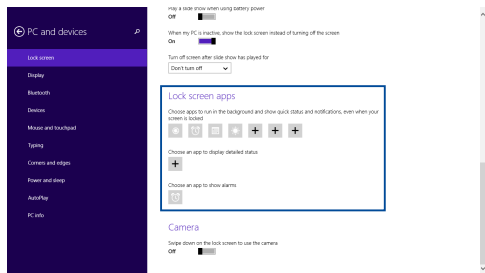 PC and devices
Lock screen
Display
Bluetooth
Devices
Mouse and touchpad
Typing
Corners and edges
Power and sleep
AutoPlay
PC info
Play a slide show when using battery power
Off
When my PC is inactive, show the lock screen instead of turning off the screen
On
Turn off screen after slide show has played for
Don't turn off
Lock screen apps
Choose apps to run in the background and show quick status and notifications, even when your
screen is locked
Choose an app to display detailed status
Choose an app to show alarms
Camera
Swipe down on the lock screen to use the camera
Off